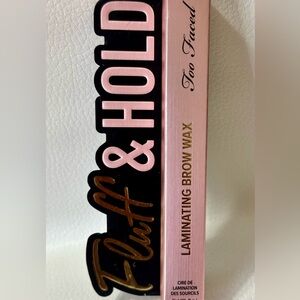 Fluff
& HOLD
Too Faced
LAMINATING BROW WAX
CIRE DE
LAMINATION
DES SOURCILS